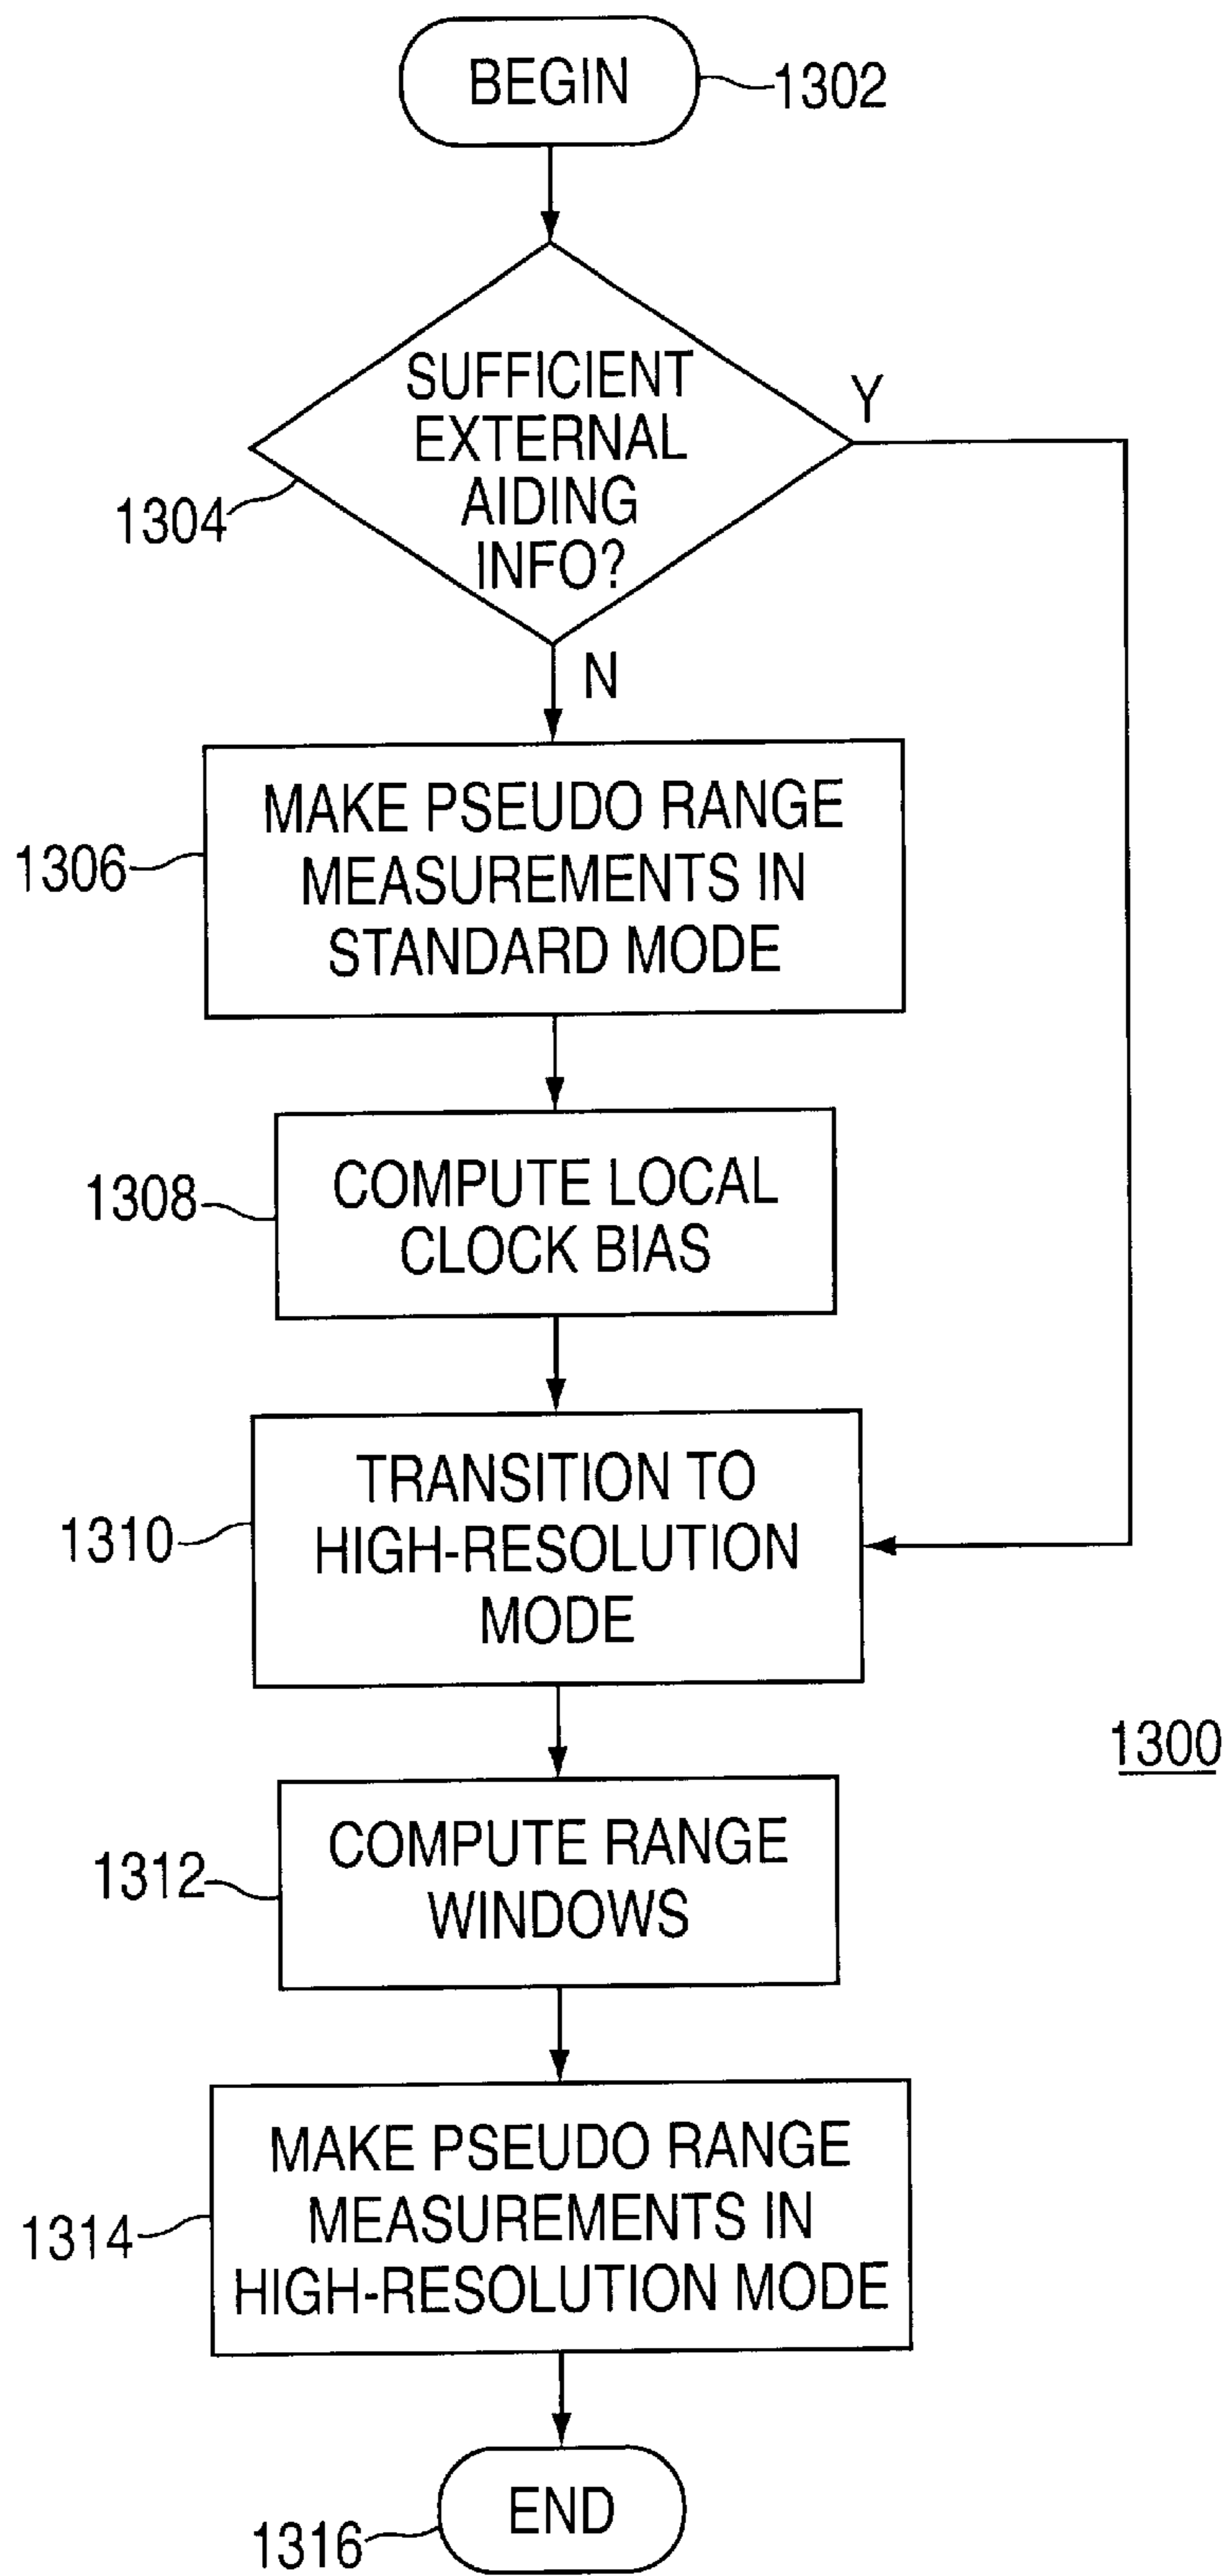 BEGIN
1302
SUFFICIENT
EXTERNAL
AIDING
INFO?
Y
1304
N
MAKE PSEUDO RANGE
MEASUREMENTS IN
STANDARD MODE
1306
COMPUTE LOCAL
CLOCK BIAS
1308
TRANSITION TO
HIGH-RESOLUTION
MODE
1310
1300
COMPUTE RANGE
WINDOWS
1312
MAKE PSEUDO RANGE
MEASUREMENTS IN
HIGH-RESOLUTION MODE
1314
END
1316